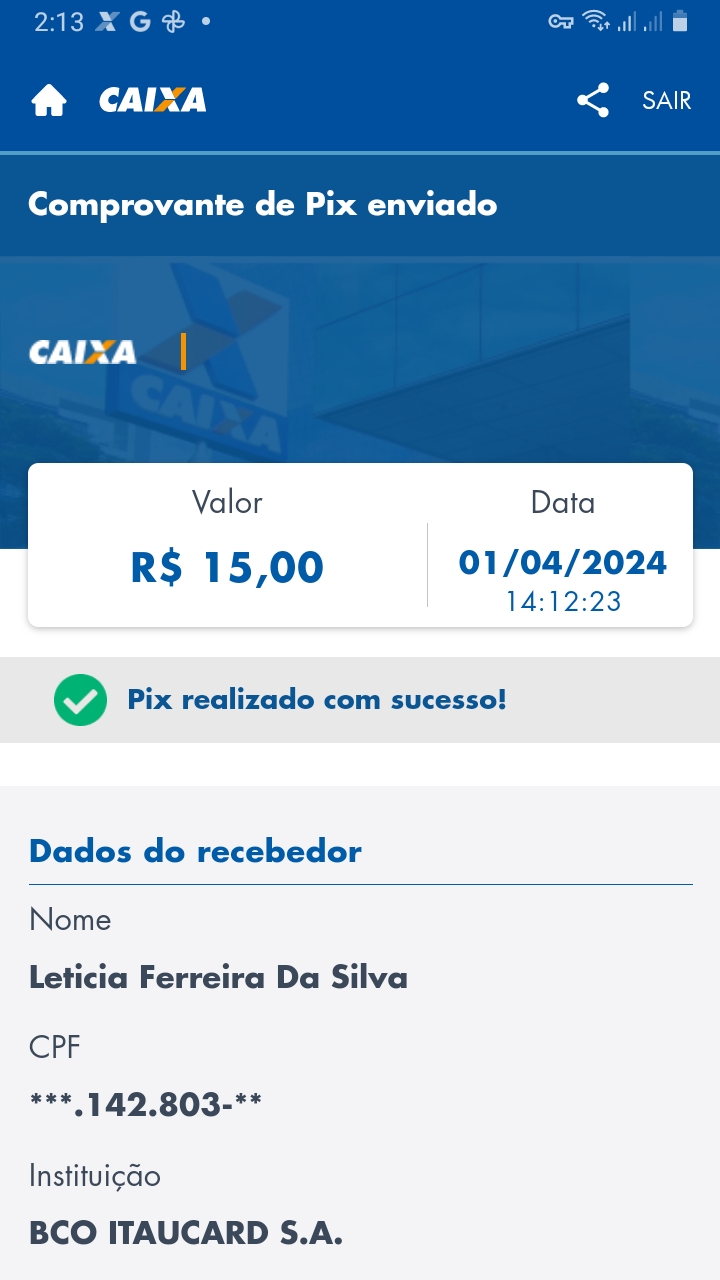 2:13
CAIXA
SAIR
Comprovante de Pix enviado
CAIXA
CAIXA
Valor
Data
R$ 15,00
01/04/2024
14:12:23
Pix realizado com sucesso!
Dados do recebedor
Nome
Leticia Ferreira Da Silva
CPF
***.142.803-**
Instituição
BCO ITAUCARD S.A.